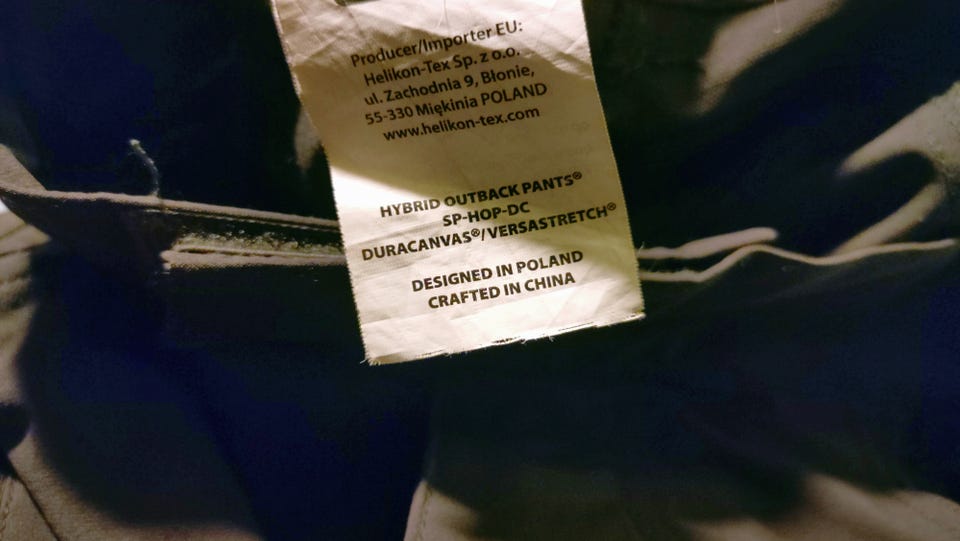 Producer/Importer EU:
Helikon-Tex Sp. z o.o.
ul. Zachodnia 9, Błonie,
55-330 Miękinia POLAND
www.helikon-tex.com
HYBRID OUTBACK PANTS®
SP-HOP-DC
DURACANVAS®/VERSASTRETCH®
DESIGNED IN POLAND
CRAFTED IN CHINA